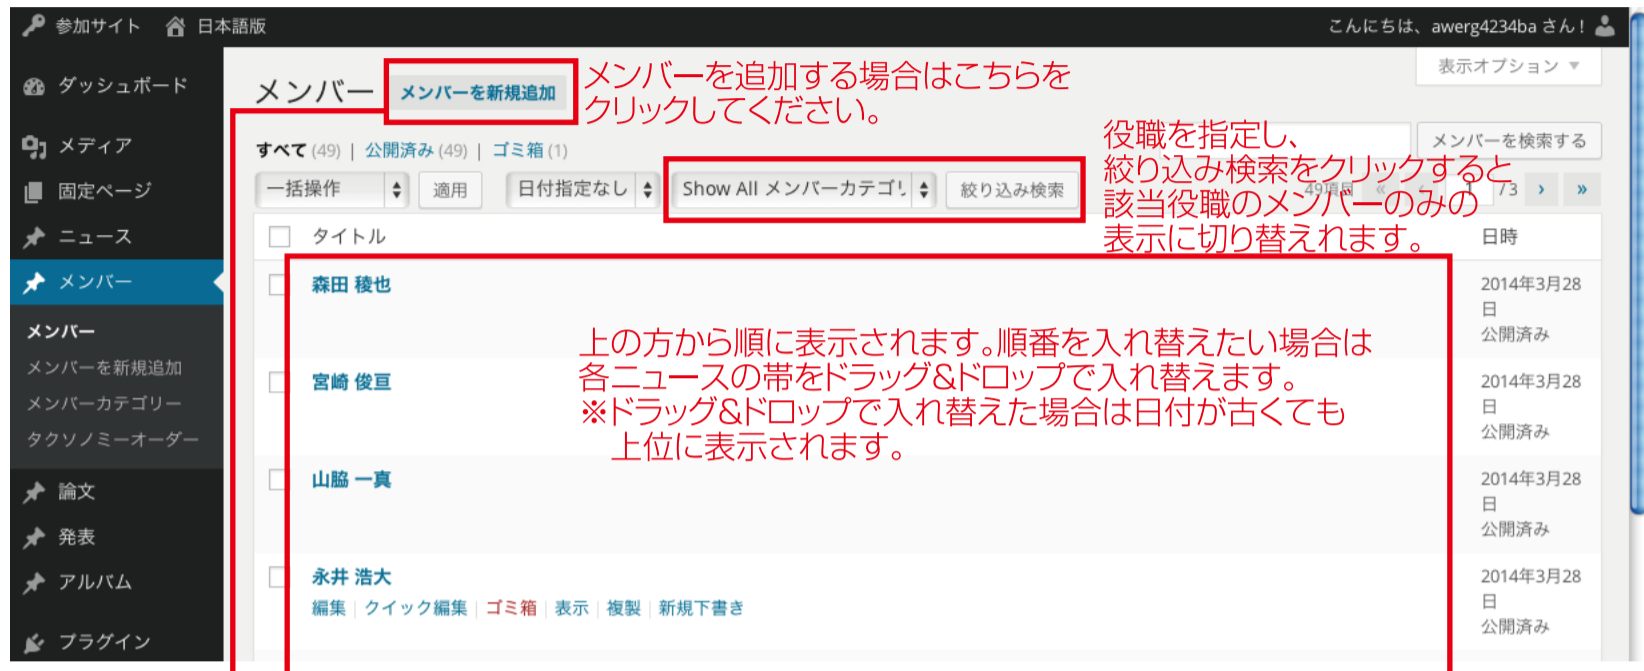 参加サイト 日本語版 こんにちは、awerg4234ba さん!
表示オプション ▼
メンバー メンバーを新規追加
メンバーを追加する場合はこちらを
クリックしてください。
すべて (49) | 公開済み (49) | ゴミ箱 (1)
メンバーを検索する
一括操作 適用 日付指定なし Show All メンバーカテゴリ 絞り込み検索
49項目 « ‹ 1 /3 › »
役職を指定し、
絞り込み検索をクリックすると
該当役職のメンバーのみの
表示に切り替えれます。
タイトル 日時
森田 稜也
2014年3月28
日
公開済み
上の方から順に表示されます。順番を入れ替えたい場合は
各ニュースの帯をドラッグ&ドロップで入れ替えます。
※ドラッグ&ドロップで入れ替えた場合は日付が古くても
上位に表示されます。
宮崎 俊亘
2014年3月28
日
公開済み
山脇 一真
2014年3月28
日
公開済み
永井 浩大
編集 | クイック編集 | ゴミ箱 | 表示 | 複製 | 新規下書き
2014年3月28
日
公開済み
ダッシュボード
メディア
固定ページ
ニュース
メンバー
メンバー
メンバーを新規追加
メンバーカテゴリー
タクソノミーオーダー
論文
発表
アルバム
プラグイン